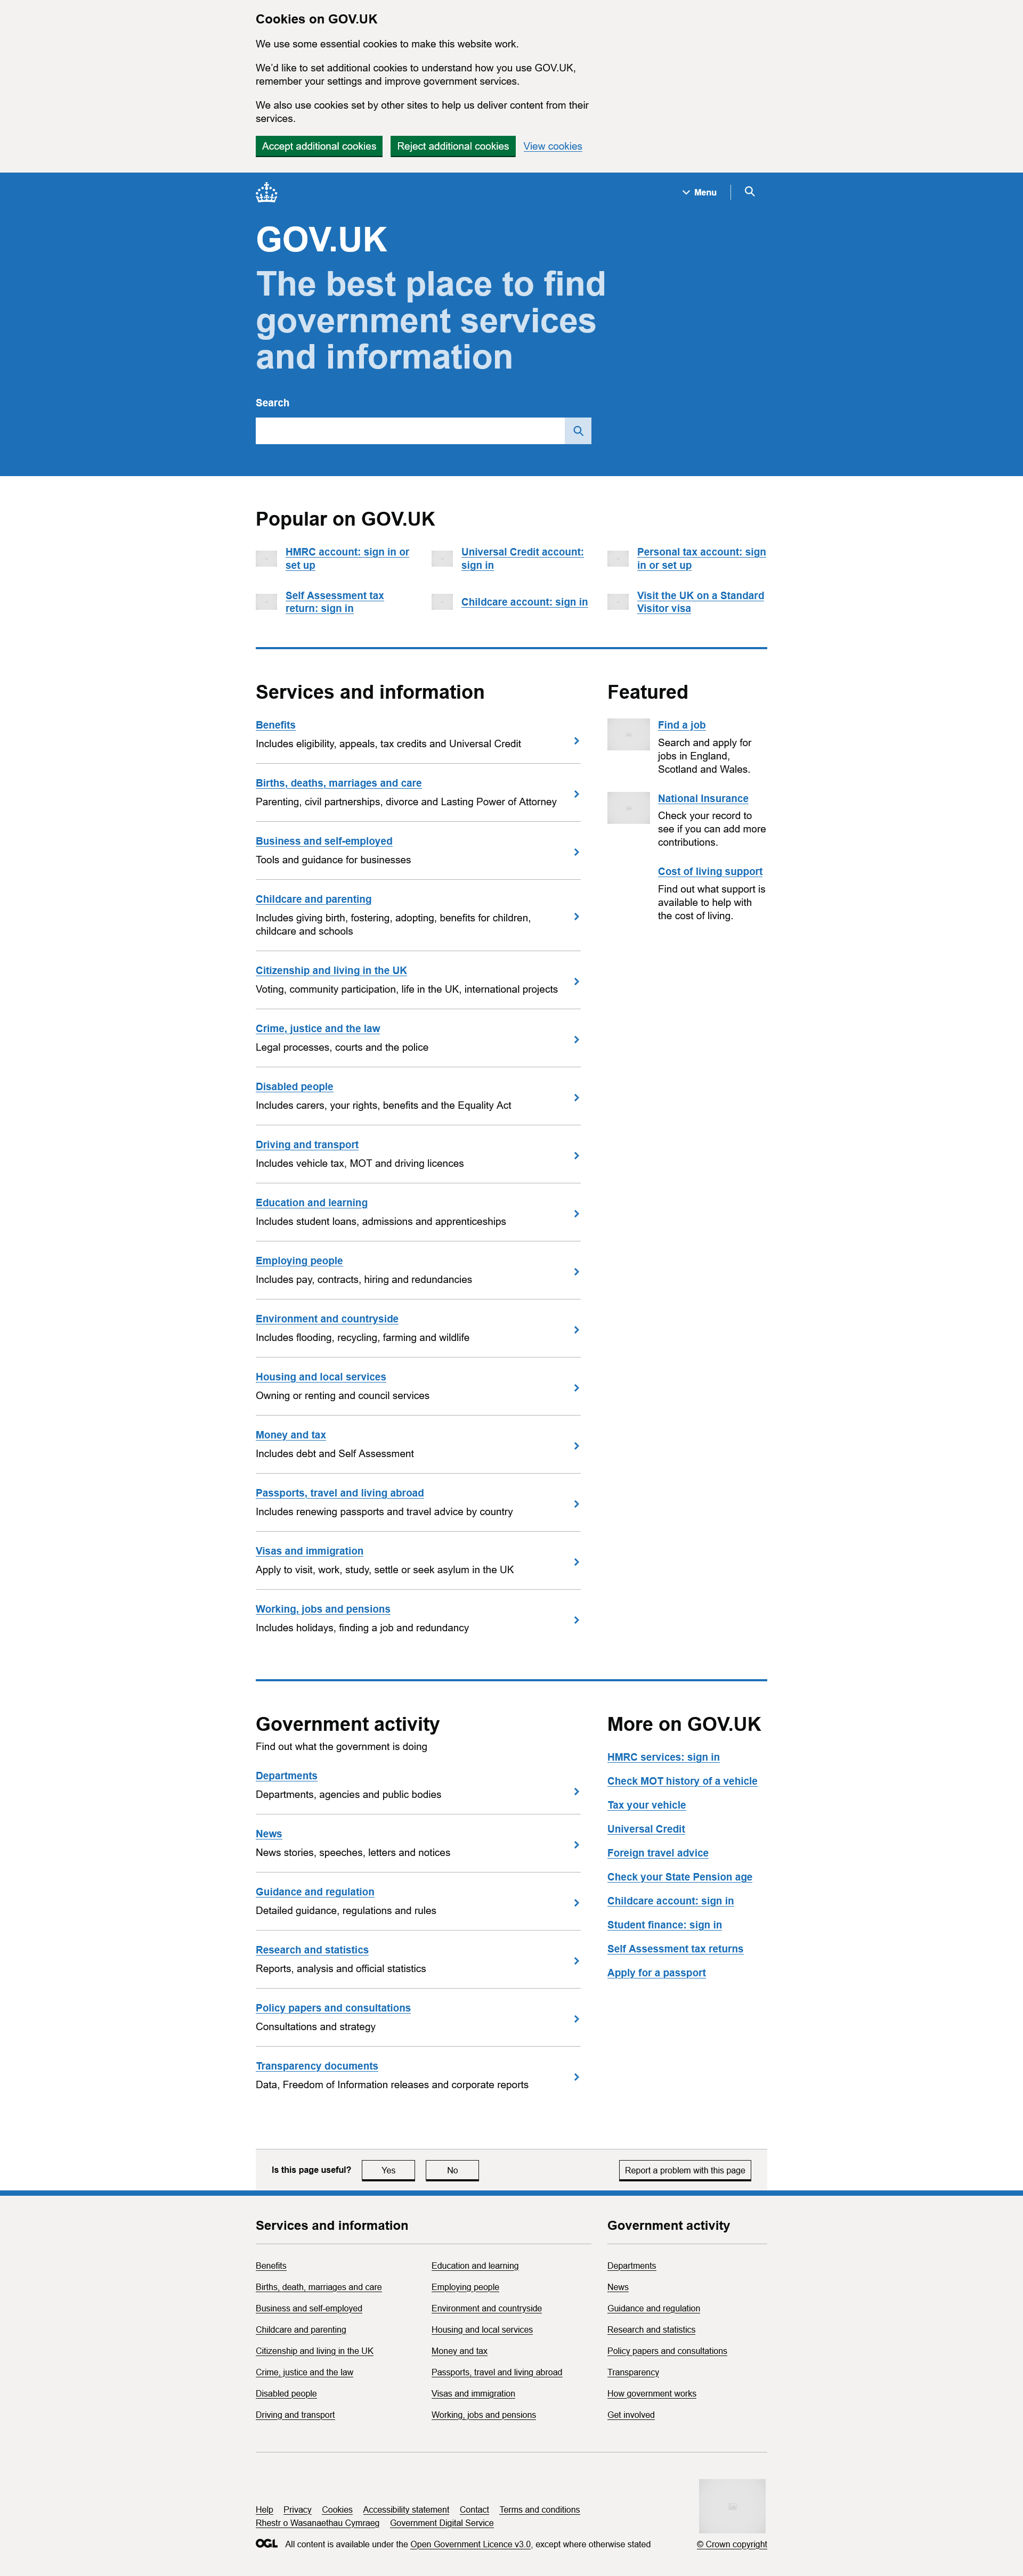 Cookies on GOV.UK
We use some essential cookies to make this website work.
We'd like to set additional cookies to understand how you use GOV.UK,
remember your settings and improve government services.
We also use cookies set by other sites to help us deliver content from their
services.
Accept additional cookies
Reject additional cookies
View cookies
Menu
GOV.UK
The best place to find
government services
and information
Search
Popular on GOV.UK
HMRC account: sign in or
set up
Universal Credit account:
sign in
Personal tax account: sign
in or set up
Self Assessment tax
return: sign in
Childcare account: sign in
Visit the UK on a Standard
Visitor visa
Services and information
Benefits
Includes eligibility, appeals, tax credits and Universal Credit
Births, deaths, marriages and care
Parenting, civil partnerships, divorce and Lasting Power of Attorney
Business and self-employed
Tools and guidance for businesses
Childcare and parenting
Includes giving birth, fostering, adopting, benefits for children,
childcare and schools
Citizenship and living in the UK
Voting, community participation, life in the UK, international projects
Crime, justice and the law
Legal processes, courts and the police
Disabled people
Includes carers, your rights, benefits and the Equality Act
Driving and transport
Includes vehicle tax, MOT and driving licences
Education and learning
Includes student loans, admissions and apprenticeships
Employing people
Includes pay, contracts, hiring and redundancies
Environment and countryside
Includes flooding, recycling, farming and wildlife
Housing and local services
Owning or renting and council services
Money and tax
Includes debt and Self Assessment
Passports, travel and living abroad
Includes renewing passports and travel advice by country
Visas and immigration
Apply to visit, work, study, settle or seek asylum in the UK
Working, jobs and pensions
Includes holidays, finding a job and redundancy
Featured
Find a job
Search and apply for
jobs in England,
Scotland and Wales.
National Insurance
Check your record to
see if you can add more
contributions.
Cost of living support
Find out what support is
available to help with
the cost of living.
Government activity
Find out what the government is doing
Departments
Departments, agencies and public bodies
News
News stories, speeches, letters and notices
Guidance and regulation
Detailed guidance, regulations and rules
Research and statistics
Reports, analysis and official statistics
Policy papers and consultations
Consultations and strategy
Transparency documents
Data, Freedom of Information releases and corporate reports
More on GOV.UK
HMRC services: sign in
Check MOT history of a vehicle
Tax your vehicle
Universal Credit
Foreign travel advice
Check your State Pension age
Childcare account: sign in
Student finance: sign in
Self Assessment tax returns
Apply for a passport
Is this page useful?
Yes
No
Report a problem with this page
Services and information
Benefits
Births, death, marriages and care
Business and self-employed
Childcare and parenting
Citizenship and living in the UK
Crime, justice and the law
Disabled people
Driving and transport
Education and learning
Employing people
Environment and countryside
Housing and local services
Money and tax
Passports, travel and living abroad
Visas and immigration
Working, jobs and pensions
Government activity
Departments
News
Guidance and regulation
Research and statistics
Policy papers and consultations
Transparency
How government works
Get involved
Help
Privacy
Cookies
Accessibility statement
Contact
Terms and conditions
Rhestr o Wasanaethau Cymraeg
Government Digital Service
OGL
All content is available under the Open Government Licence v3.0, except where otherwise stated
© Crown copyright